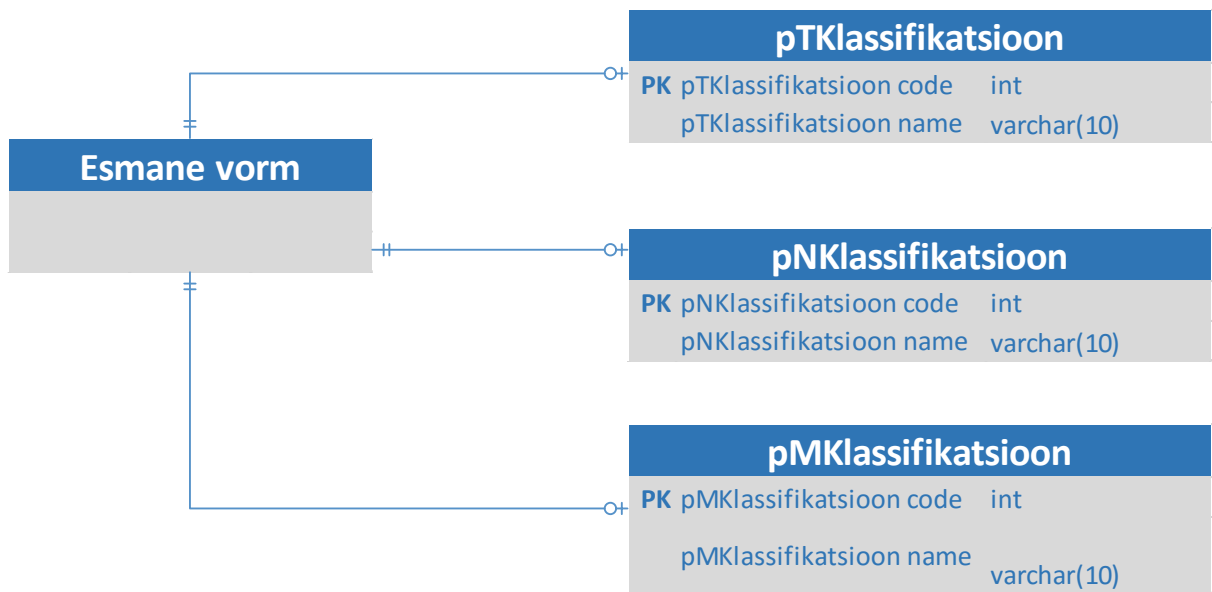 pTKlassifikatsioon
PK pTKlassifikatsioon code int
pTKlassifikatsioon name varchar(10)
Esmane vorm
pNKlassifikatsioon
PK pNKlassifikatsioon code int
pNKlassifikatsioon name varchar(10)
pMKlassifikatsioon
PK pMKlassifikatsioon code int
pMKlassifikatsioon name varchar(10)